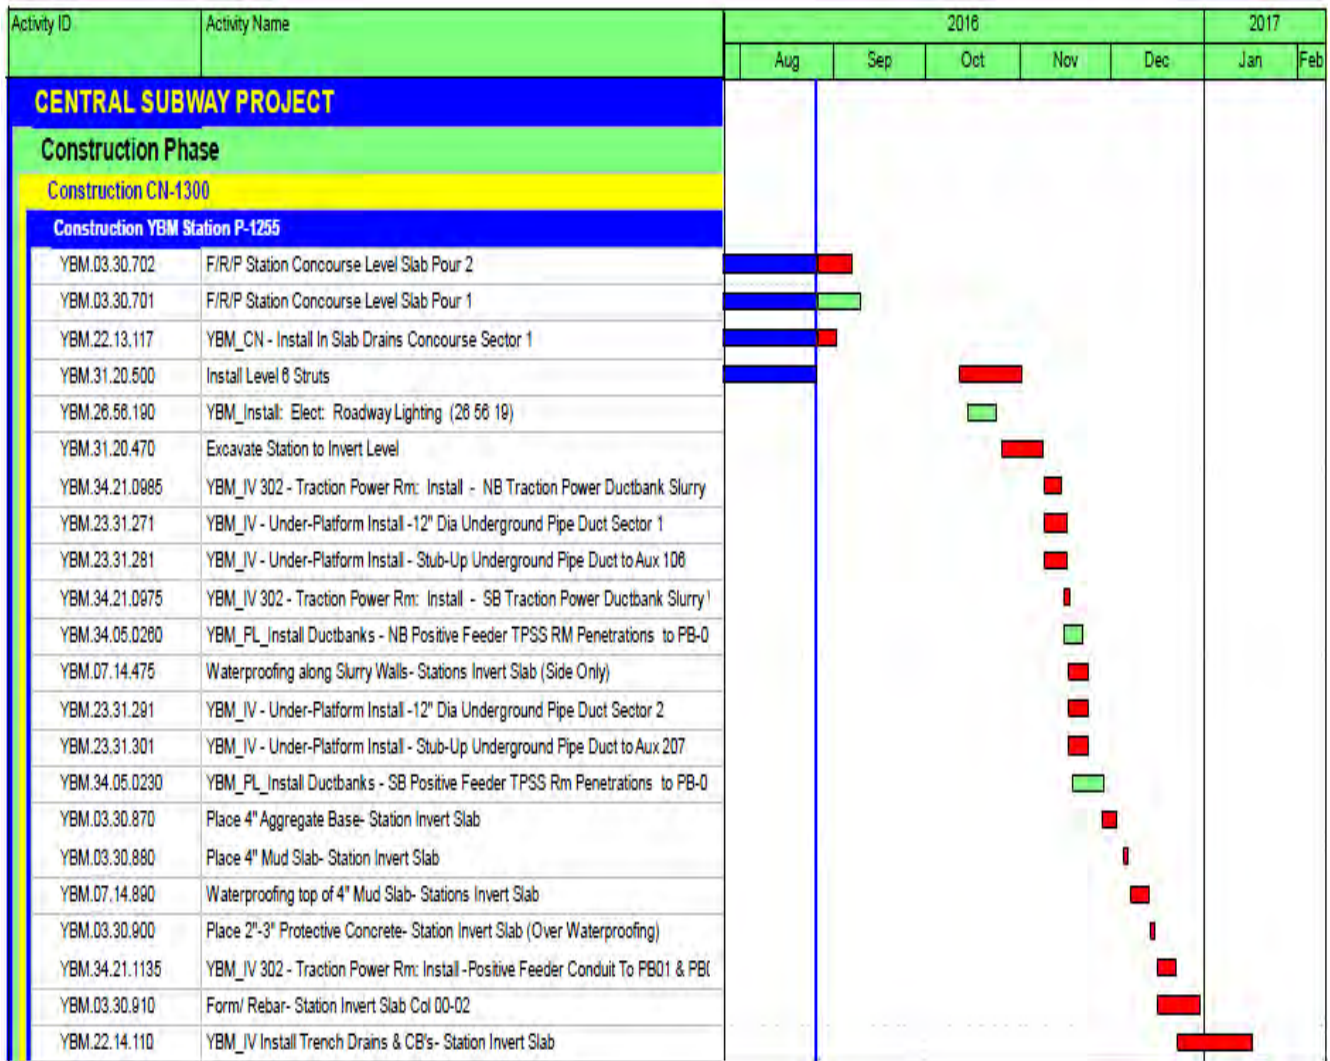 Activity ID Activity Name 2016 2017
Aug Sep Oct Nov Dec Jan Feb
CENTRAL SUBWAY PROJECT
Construction Phase
Construction CN-1300
Construction YBM Station P-1255
YBM.03.30.702 F/R/P Station Concourse Level Slab Pour 2
YBM.03.30.701 F/R/P Station Concourse Level Slab Pour 1
YBM.22.13.117 YBM_CN - Install In Slab Drains Concourse Sector 1
YBM.31.20.500 Install Level 6 Struts
YBM.26.56.190 YBM_Install: Elect: Roadway Lighting (26 56 19)
YBM.31.20.470 Excavate Station to Invert Level
YBM.34.21.0985 YBM_IV 302 - Traction Power Rm: Install - NB Traction Power Ductbank Slurry
YBM.23.31.271 YBM_IV - Under-Platform Install -12" Dia Underground Pipe Duct Sector 1
YBM.23.31.281 YBM_IV - Under-Platform Install - Stub-Up Underground Pipe Duct to Aux 106
YBM.34.21.0975 YBM_IV 302 - Traction Power Rm: Install - SB Traction Power Ductbank Slurry
YBM.34.05.0260 YBM_PL_Install Ductbanks - NB Positive Feeder TPSS RM Penetrations to PB-0
YBM.07.14.475 Waterproofing along Slurry Walls- Stations Invert Slab (Side Only)
YBM.23.31.291 YBM_IV - Under-Platform Install -12" Dia Underground Pipe Duct Sector 2
YBM.23.31.301 YBM_IV - Under-Platform Install - Stub-Up Underground Pipe Duct to Aux 207
YBM.34.05.0230 YBM_PL_Install Ductbanks - SB Positive Feeder TPSS Rm Penetrations to PB-0
YBM.03.30.870 Place 4" Aggregate Base- Station Invert Slab
YBM.03.30.880 Place 4" Mud Slab- Station Invert Slab
YBM.07.14.890 Waterproofing top of 4" Mud Slab- Stations Invert Slab
YBM.03.30.900 Place 2"-3" Protective Concrete- Station Invert Slab (Over Waterproofing)
YBM.34.21.1135 YBM_IV 302 - Traction Power Rm: Install -Positive Feeder Conduit To PB01 & PB
YBM.03.30.910 Form/ Rebar- Station Invert Slab Col 00-02
YBM.22.14.110 YBM_IV Install Trench Drains & CB's- Station Invert Slab